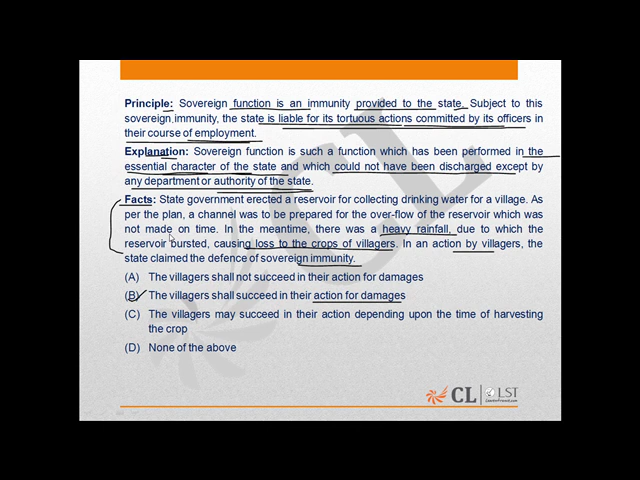 Principle: Sovereign function is an immunity provided to the state. Subject to this
sovereign immunity, the state is liable for its tortuous actions committed by its officers in
their course of employment.
Explanation: Sovereign function is such a function which has been performed in the
essential character of the state and which could not have been discharged except by
any department or authority of the state.
Facts: State government erected a reservoir for collecting drinking water for a village. As
per the plan, a channel was to be prepared for the over-flow of the reservoir which was
not made on time. In the meantime, there was a heavy rainfall, due to which the
reservoir bursted, causing loss to the crops of villagers. In an action by villagers, the
state claimed the defence of sovereign immunity.
(A) The villagers shall not succeed in their action for damages
(B) The villagers shall succeed in their action for damages
(C) The villagers may succeed in their action depending upon the time of harvesting
the crop
(D) None of the above
CL
CL LST